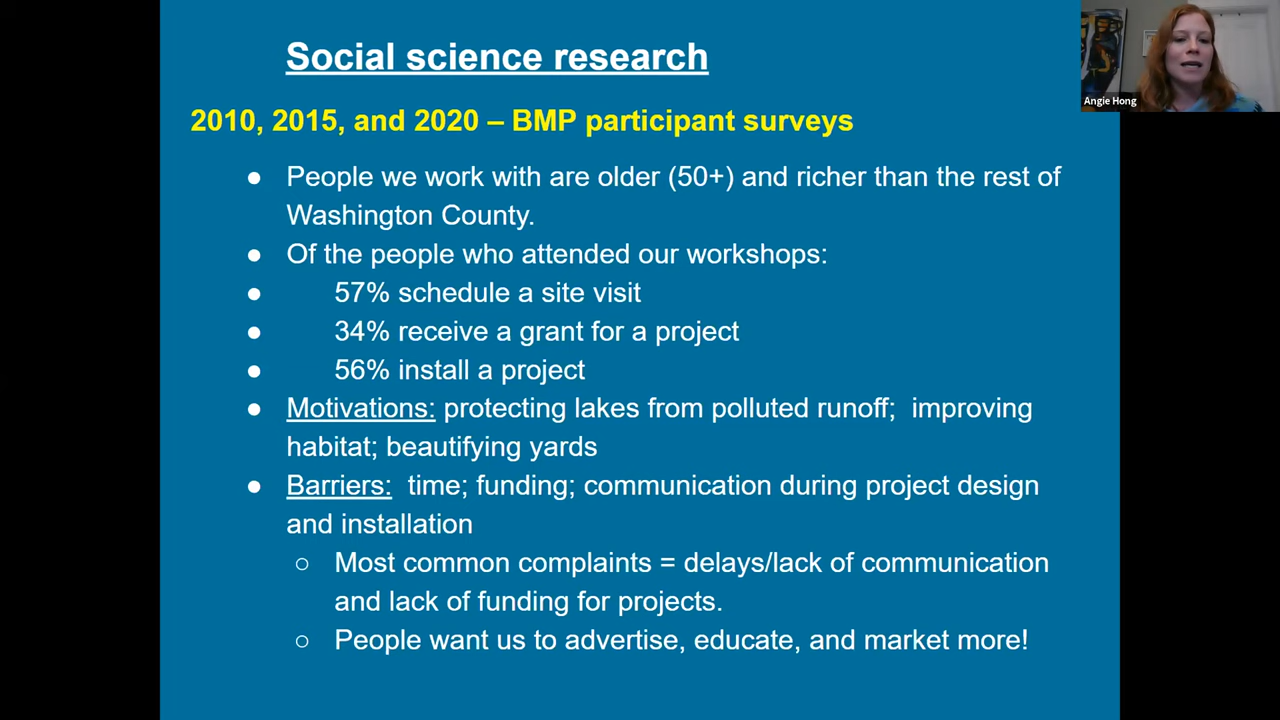 Social science research
Angie Hong
2010, 2015, and 2020 – BMP participant surveys
● People we work with are older (50+) and richer than the rest of
Washington County.
● Of the people who attended our workshops:
● 57% schedule a site visit
● 34% receive a grant for a project
● 56% install a project
● Motivations: protecting lakes from polluted runoff;  improving
habitat; beautifying yards
● Barriers:  time; funding; communication during project design
and installation
○ Most common complaints = delays/lack of communication
and lack of funding for projects.
○ People want us to advertise, educate, and market more!